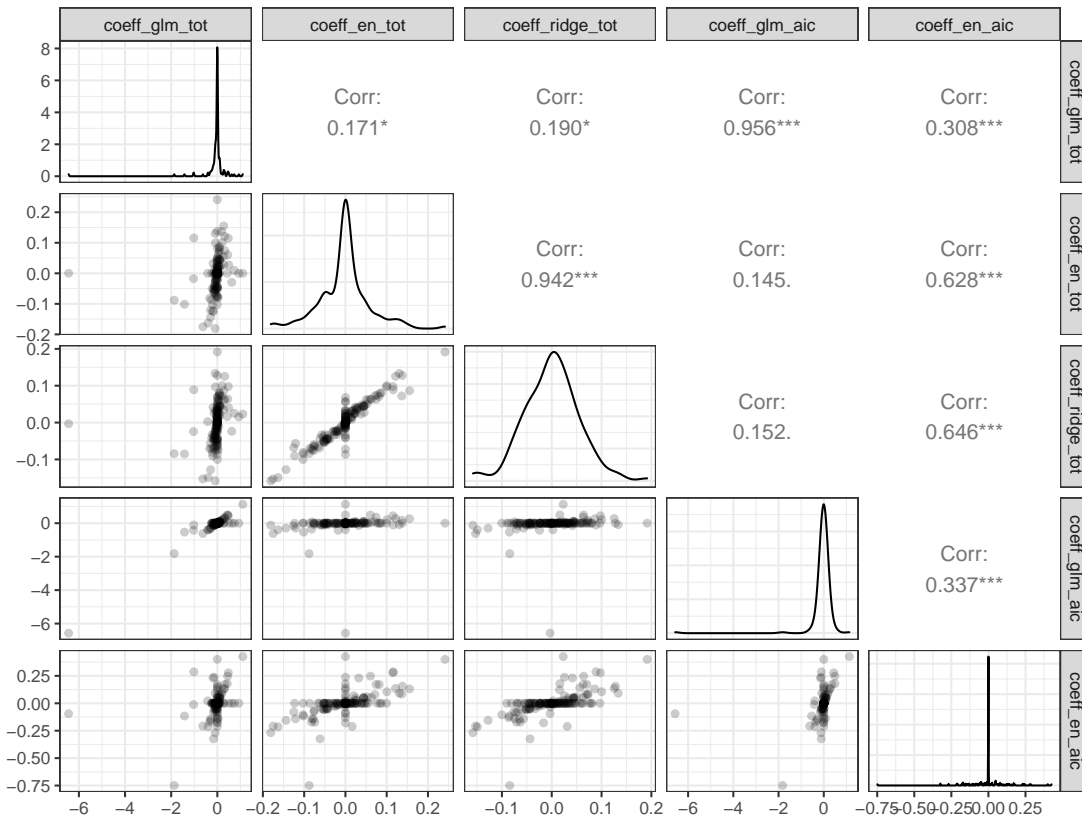 coeff_glm_tot coeff_en_tot coeff_ridge_tot coeff_glm_aic coeff_en_aic
8
6
4
2
0
Corr:
0.171*
Corr:
0.190*
Corr:
0.956***
Corr:
0.308***
coeff_glm_tot
0.2
0.1
0.0
−0.1
−0.2
Corr:
0.942***
Corr:
0.145.
Corr:
0.628***
coeff_en_tot
0.2
0.1
0.0
−0.1
Corr:
0.152.
Corr:
0.646***
coeff_ridge_tot
0
−2
−4
−6
Corr:
0.337***
coeff_glm_aic
0.25
0.00
−0.25
−0.50
−0.75
coeff_en_aic
−6 −4 −2 0 −0.1 0.0 0.1 0.2 −0.1 0.0 0.1 0.2 −6 −4 −2 0 −0.75 −0.50 −0.25 0.00 0.25